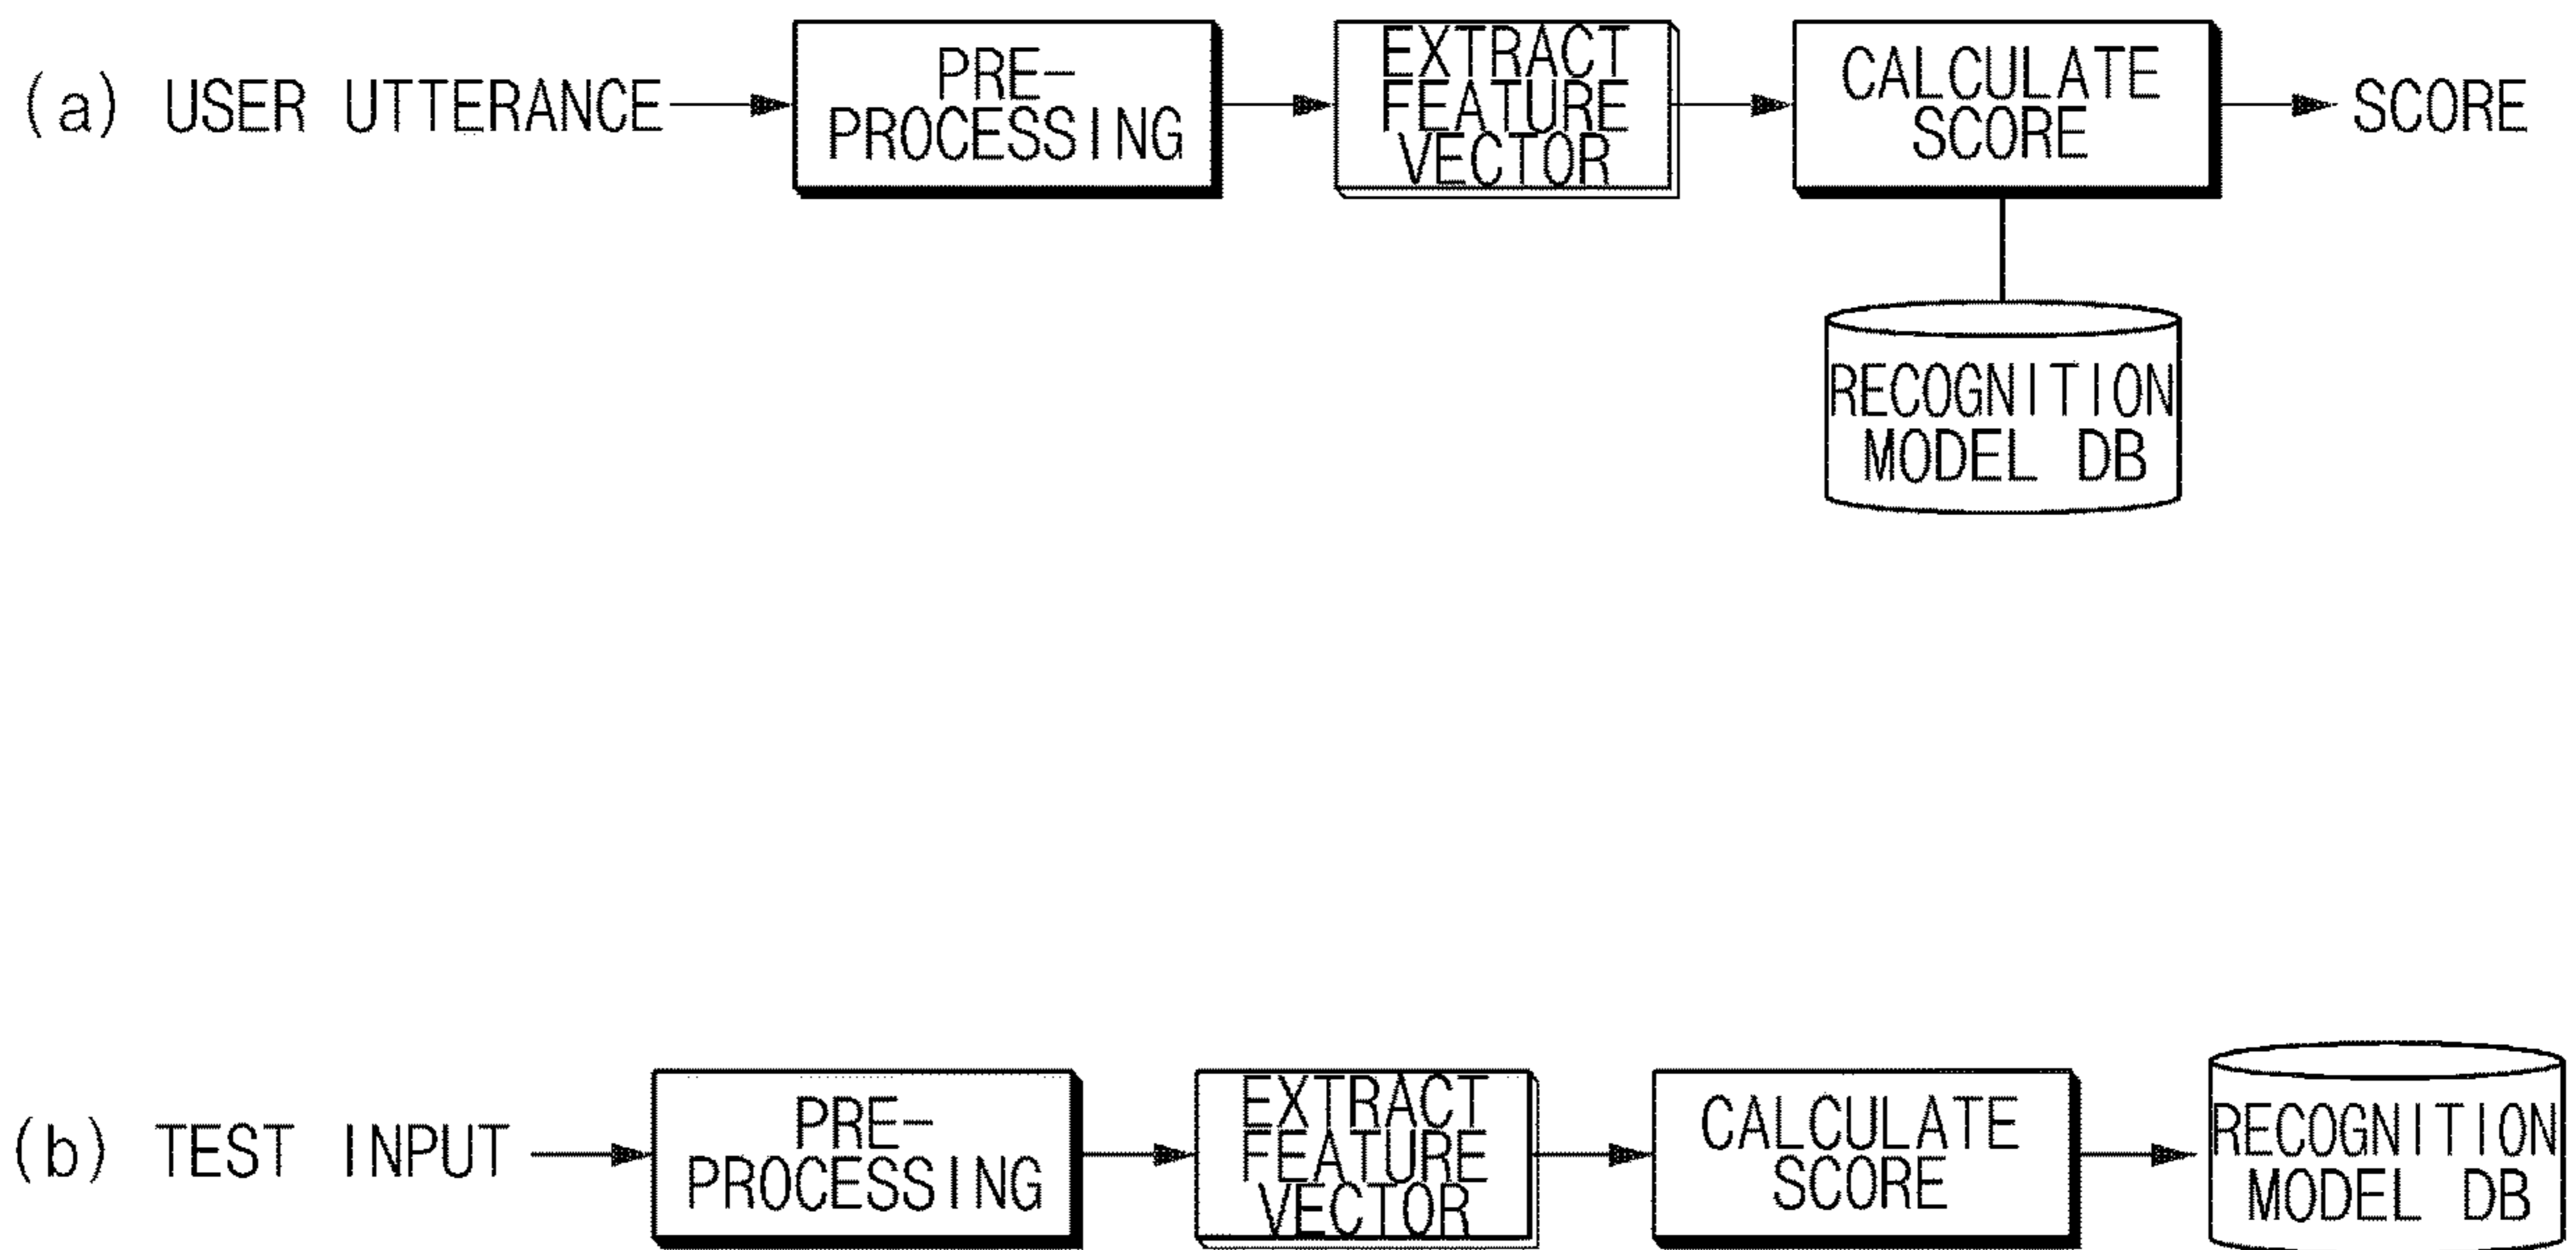 (a) USER UTTERANCE
PRE-
PROCESSING
EXTRACT
FEATURE
VECTOR
CALCULATE
SCORE
SCORE
RECOGNITION
MODEL DB
(b) TEST INPUT
PRE-
PROCESSING
EXTRACT
FEATURE
VECTOR
CALCULATE
SCORE
RECOGNITION
MODEL DB